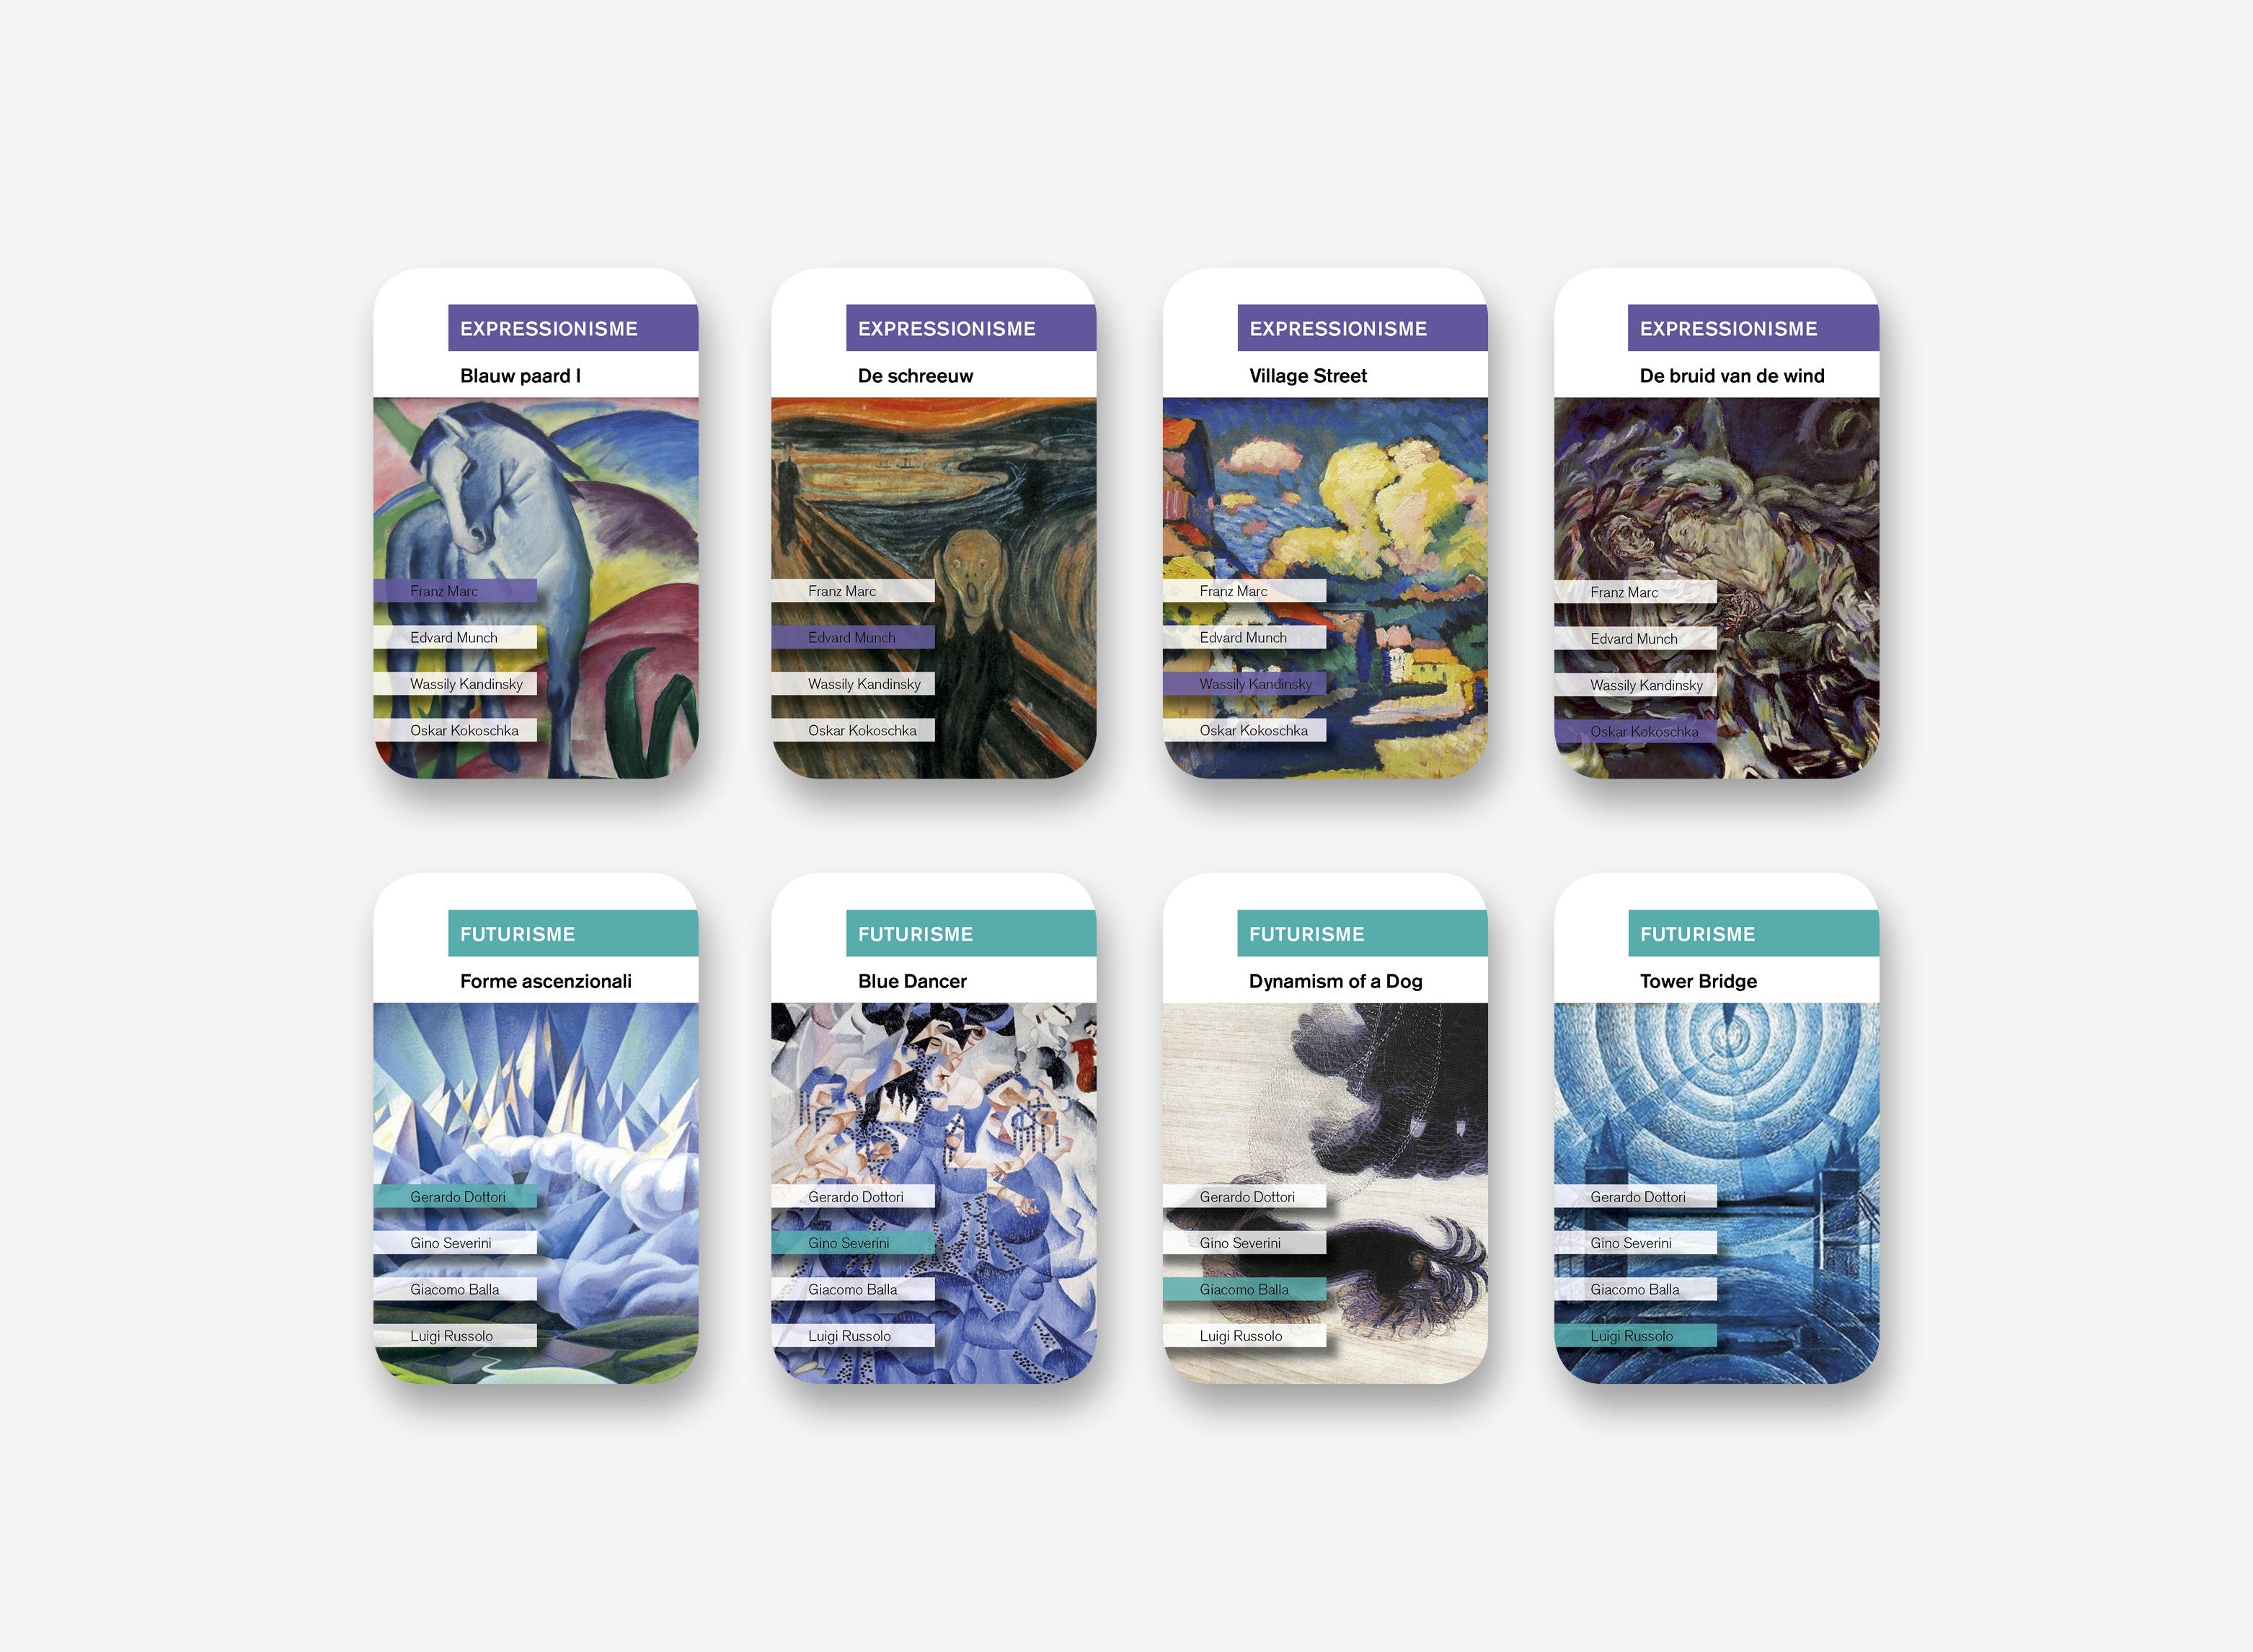 EXPRESSIONISME
Blauw paard I
Franz Marc
Edvard Munch
Wassily Kandinsky
Oskar Kokoschka
EXPRESSIONISME
De schreeuw
Franz Marc
Edvard Munch
Wassily Kandinsky
Oskar Kokoschka
EXPRESSIONISME
Village Street
Franz Marc
Edvard Munch
Wassily Kandinsky
Oskar Kokoschka
EXPRESSIONISME
De bruid van de wind
Franz Marc
Edvard Munch
Wassily Kandinsky
Oskar Kokoschka
FUTURISME
Forme ascenzionali
Gerardo Dottori
Gino Severini
Giacomo Balla
Luigi Russolo
FUTURISME
Blue Dancer
Gerardo Dottori
Gino Severini
Giacomo Balla
Luigi Russolo
FUTURISME
Dynamism of a Dog
Gerardo Dottori
Gino Severini
Giacomo Balla
Luigi Russolo
FUTURISME
Tower Bridge
Gerardo Dottori
Gino Severini
Giacomo Balla
Luigi Russolo